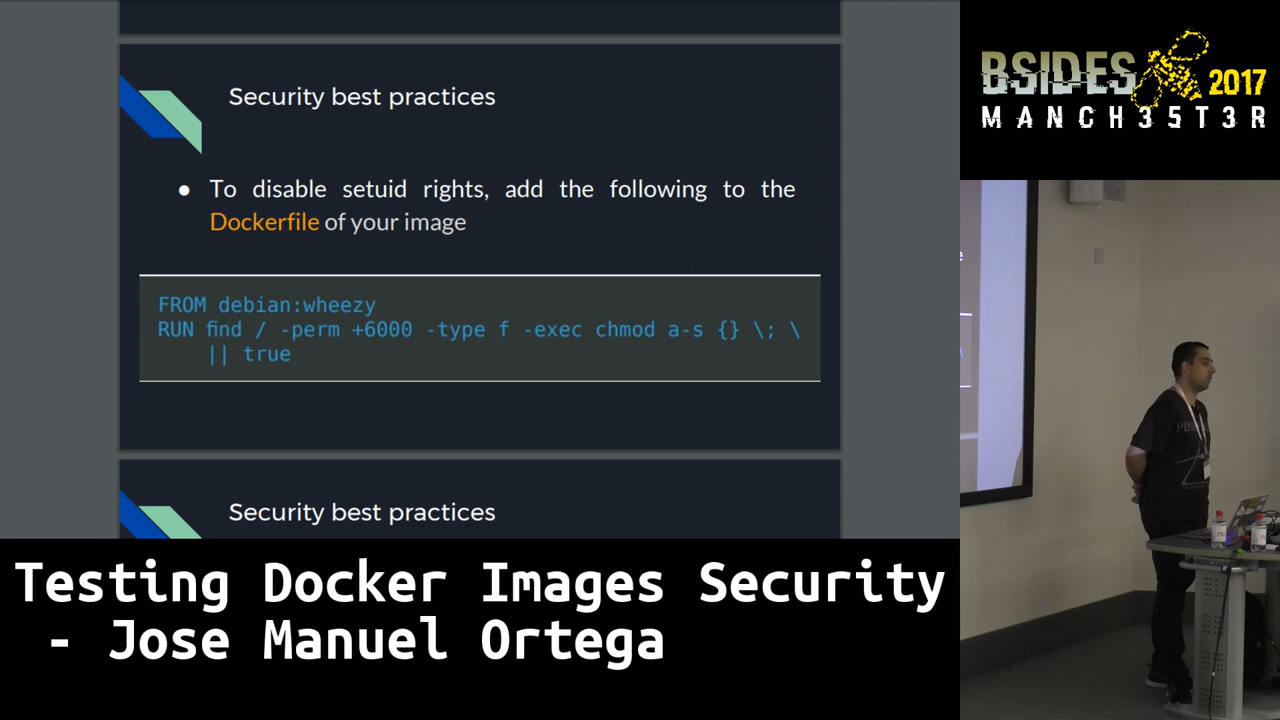 Security best practices
● To disable setuid rights, add the following to the
Dockerfile of your image
FROM debian:wheezy
RUN find / -perm +6000 -type f -exec chmod a-s {} \; \
|| true
Security best practices
Testing Docker Images Security
- Jose Manuel Ortega
BSIDES 2017
MANCH35T3R